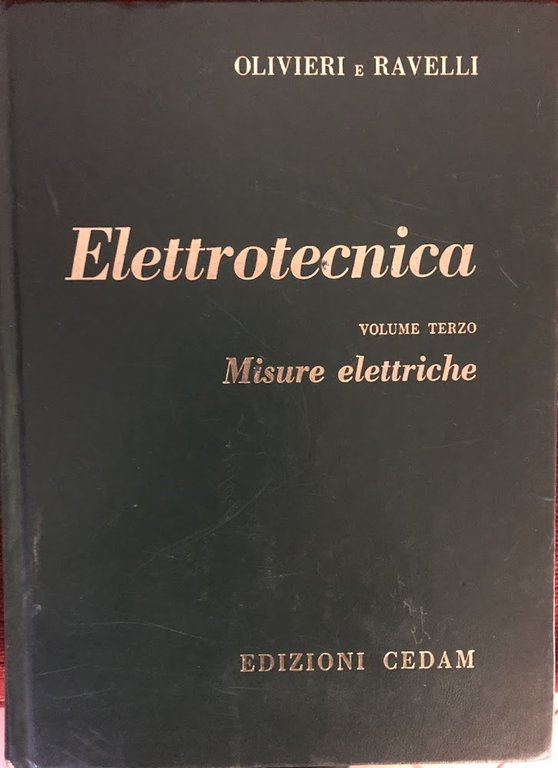 OLIVIERI E RAVELLI
Elettrotecnica
VOLUME TERZO
Misure elettriche
EDIZIONI CEDAM